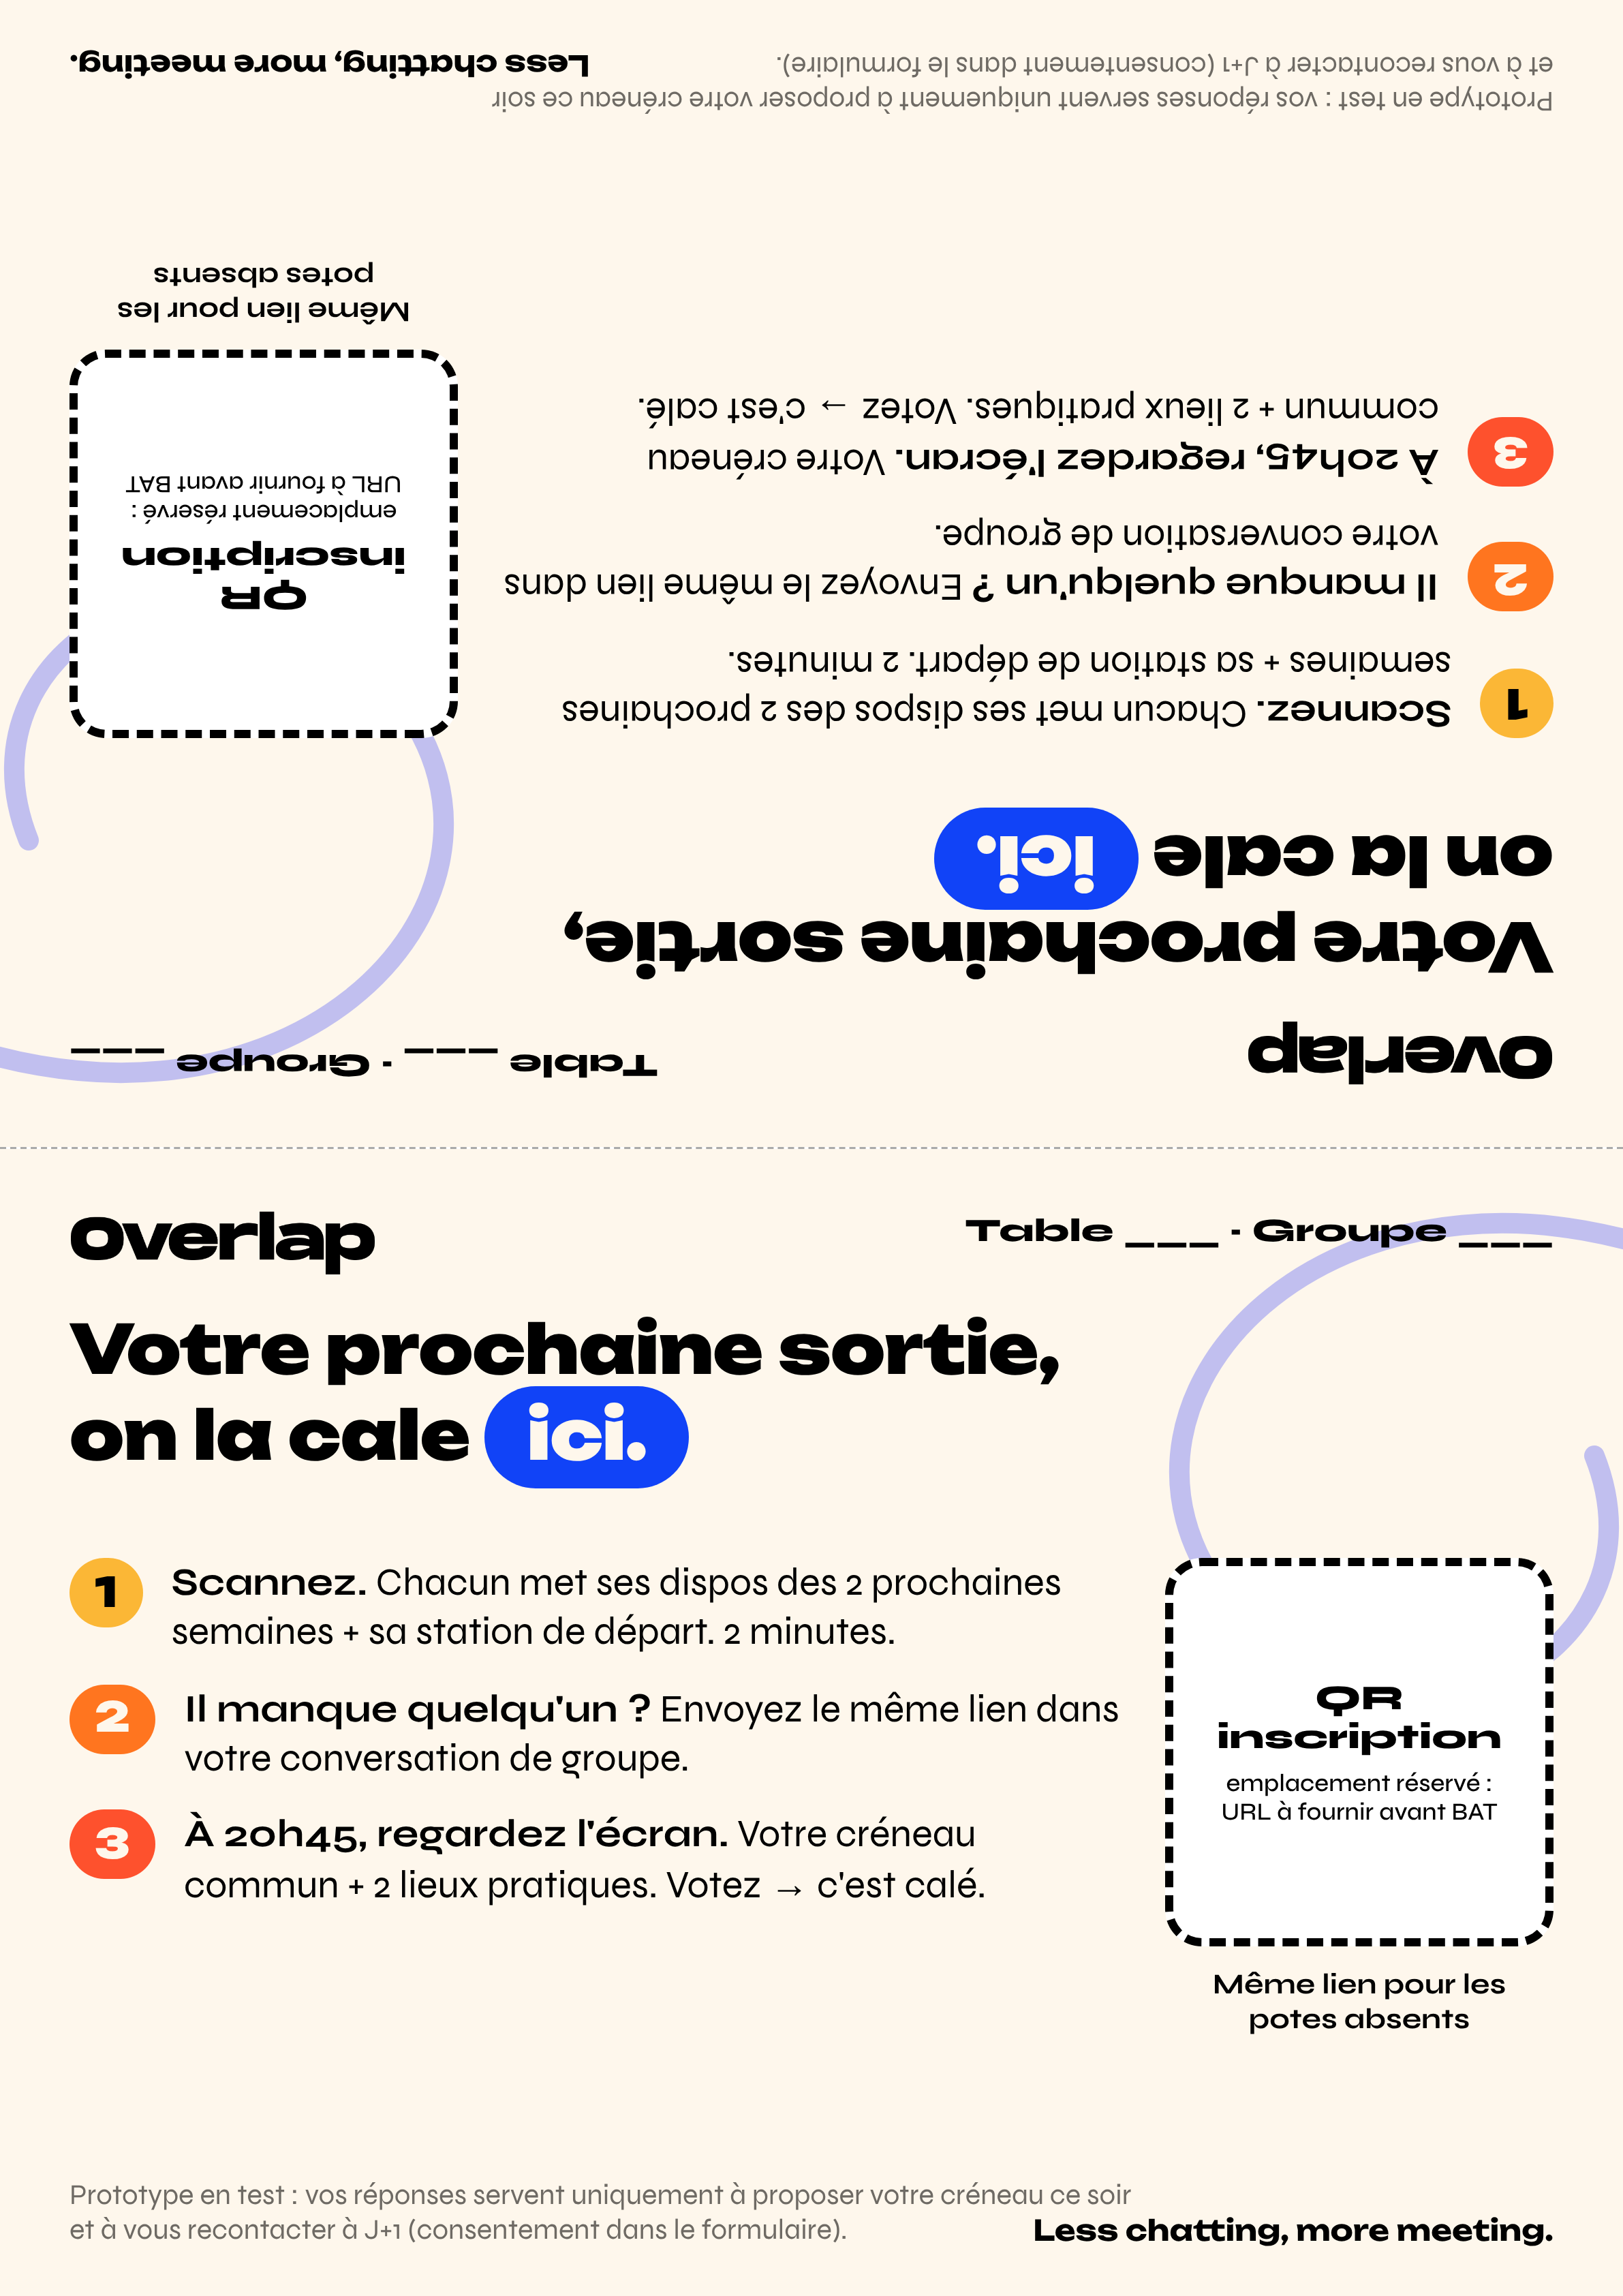 Less chatting, more meeting.
Prototype en test : vos réponses servent uniquement à proposer votre créneau ce soir
et à vous recontacter à J+1 (consentement dans le formulaire).
Même lien pour les
potes absents
QR
inscription
emplacement réservé :
URL à fournir avant BAT
3 À 20h45, regardez l'écran. Votre créneau
commun + 2 lieux pratiques. Votez → c'est calé.
2 Il manque quelqu'un ? Envoyez le même lien dans
votre conversation de groupe.
1 Scannez. Chacun met ses dispos des 2 prochaines
semaines + sa station de départ. 2 minutes.
Votre prochaine sortie,
on la cale ici.
Overlap
Table ___ · Groupe ___
Overlap
Table ___ · Groupe ___
Votre prochaine sortie,
on la cale ici.
1 Scannez. Chacun met ses dispos des 2 prochaines
semaines + sa station de départ. 2 minutes.
2 Il manque quelqu'un ? Envoyez le même lien dans
votre conversation de groupe.
3 À 20h45, regardez l'écran. Votre créneau
commun + 2 lieux pratiques. Votez → c'est calé.
QR
inscription
emplacement réservé :
URL à fournir avant BAT
Même lien pour les
potes absents
Prototype en test : vos réponses servent uniquement à proposer votre créneau ce soir
et à vous recontacter à J+1 (consentement dans le formulaire).
Less chatting, more meeting.